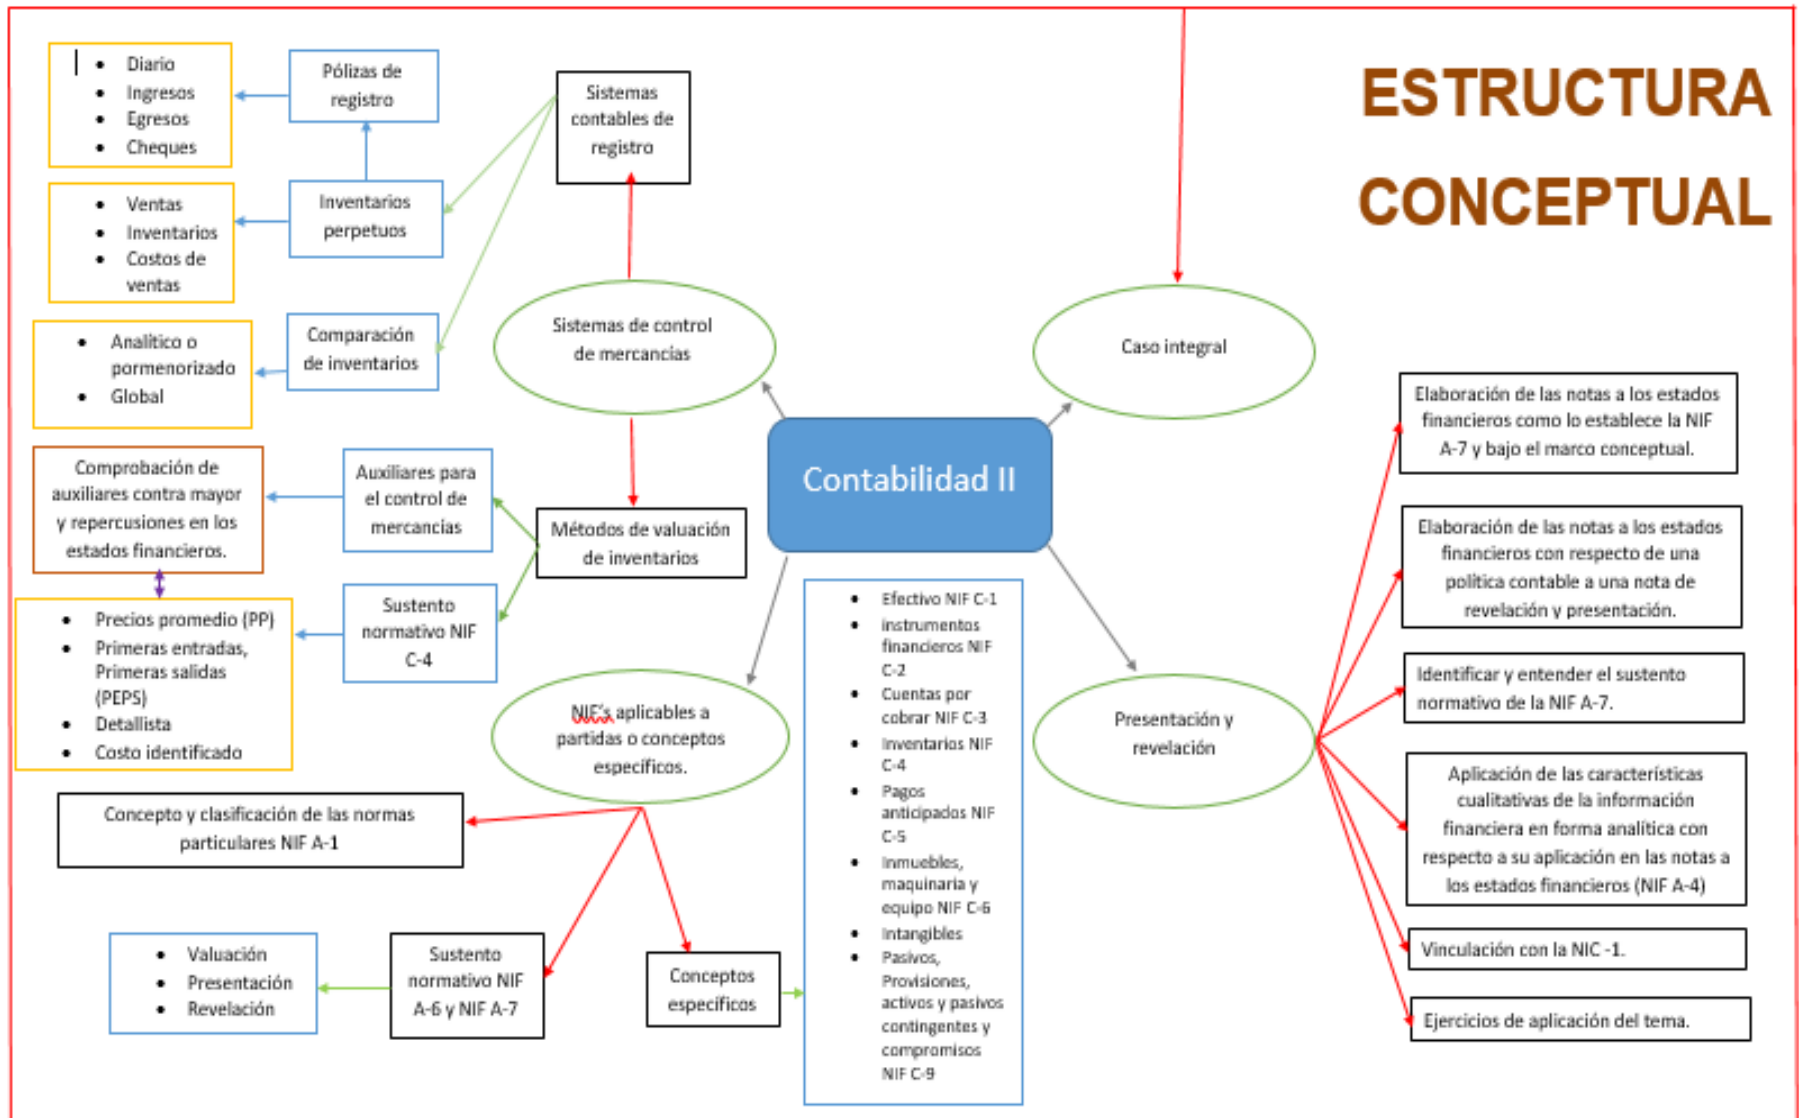 ESTRUCTURA
CONCEPTUAL
Diario
Ingresos
Egresos
Cheques
Pólizas de
registro
Sistemas
contables de
registro
Ventas
Inventarios
Costos de
ventas
Inventarios
perpetuos
Analítico o
pormenorizado
Global
Comparación
de inventarios
Sistemas de control
de mercancías
Caso integral
Contabilidad II
Comprobación de
auxiliares contra mayor
y repercusiones en los
estados financieros.
Auxiliares para
el control de
mercancías
Métodos de valuación
de inventarios
Precios promedio (PP)
Primeras entradas,
Primeras salidas
(PEPS)
Detallista
Costo identificado
Sustento
normativo NIF
C-4
NIF's aplicables a
partidas o conceptos
específicos.
Concepto y clasificación de las normas
particulares NIF A-1
Valuación
Presentación
Revelación
Sustento
normativo NIF
A-6 y NIF A-7
Conceptos
específicos
Efectivo NIF C-1
instrumentos
financieros NIF
C-2
Cuentas por
cobrar NIF C-3
Inventarios NIF
C-4
Pagos
anticipados NIF
C-5
Inmuebles,
maquinaria y
equipo NIF C-6
Intangibles
Pasivos,
Provisiones,
activos y pasivos
contingentes y
compromisos
NIF C-9
Presentación y
revelación
Elaboración de las notas a los estados
financieros como lo establece la NIF
A-7 y bajo el marco conceptual.
Elaboración de las notas a los estados
financieros con respecto de una
política contable a una nota de
revelación y presentación.
Identificar y entender el sustento
normativo de la NIF A-7.
Aplicación de las características
cualitativas de la información
financiera en forma analítica con
respecto a su aplicación en las notas a
los estados financieros (NIF A-4)
Vinculación con la NIC -1.
Ejercicios de aplicación del tema.